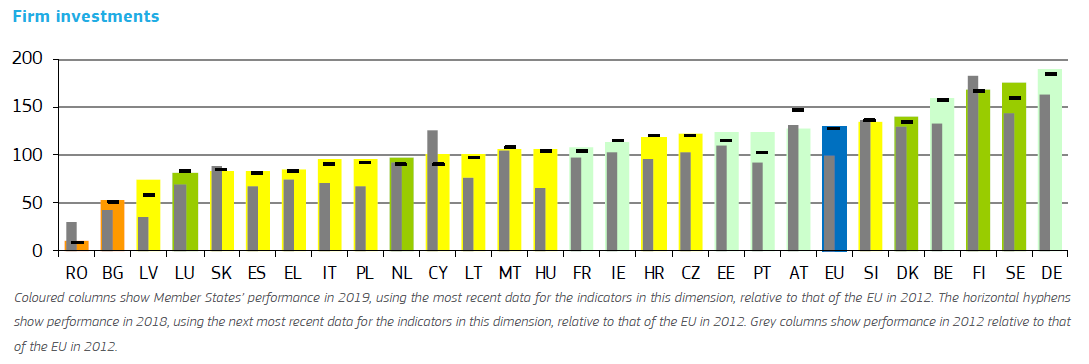 Firm investments
200
150
100
50
0
RO BG LV LU SK ES EL IT PL NL CY LT MT HU FR IE HR CZ EE PT AT EU SI DK BE FI SE DE
Coloured columns show Member States' performance in 2019, using the most recent data for the indicators in this dimension, relative to that of the EU in 2012. The horizontal hyphens
show performance in 2018, using the next most recent data for the indicators in this dimension, relative to that of the EU in 2012. Grey columns show performance in 2012 relative to that
of the EU in 2012.